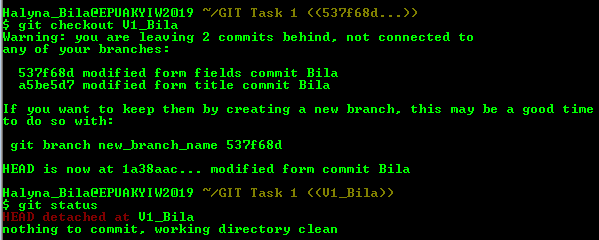 Halyna_Bila@EPUAKYIW2019 ~/GIT Task 1 ((537f68d...))
$ git checkout V1_Bila
Warning: you are leaving 2 commits behind, not connected to
any of your branches:
537f68d modified form fields commit Bila
a5be5d7 modified form title commit Bila
If you want to keep them by creating a new branch, this may be a good time
to do so with:
git branch new_branch_name 537f68d
HEAD is now at 1a38aac... modified form commit Bila
Halyna_Bila@EPUAKYIW2019 ~/GIT Task 1 ((V1_Bila))
$ git status
HEAD detached at V1_Bila
nothing to commit, working directory clean